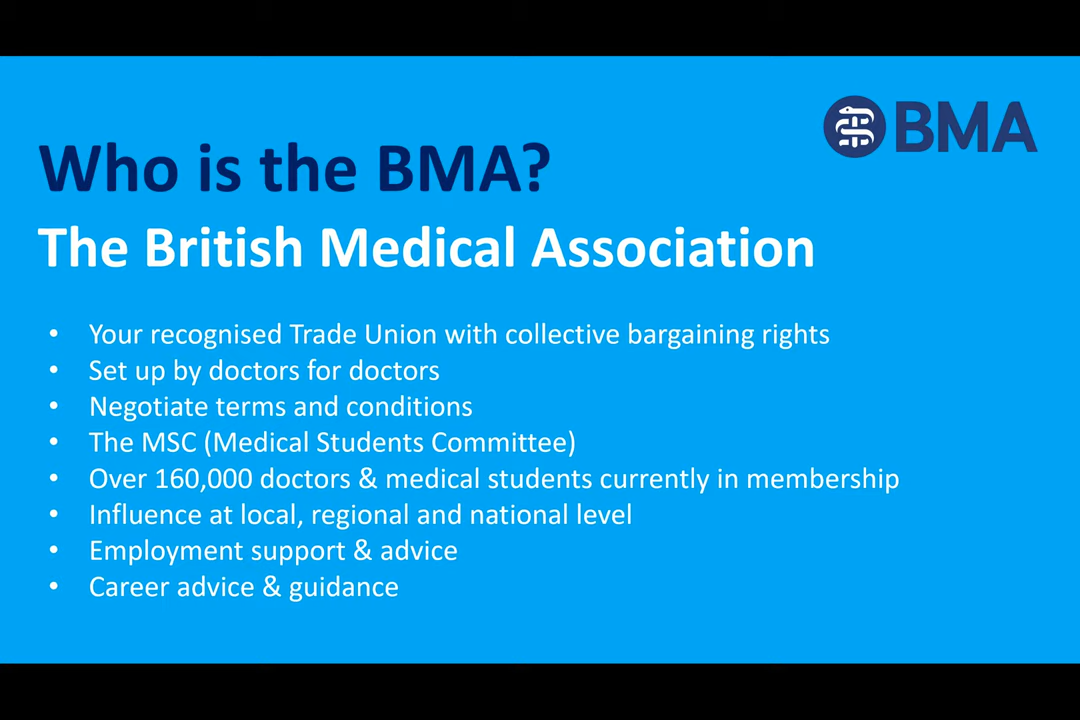 BMA
Who is the BMA?
The British Medical Association
• Your recognised Trade Union with collective bargaining rights
• Set up by doctors for doctors
• Negotiate terms and conditions
• The MSC (Medical Students Committee)
• Over 160,000 doctors & medical students currently in membership
• Influence at local, regional and national level
• Employment support & advice
• Career advice & guidance